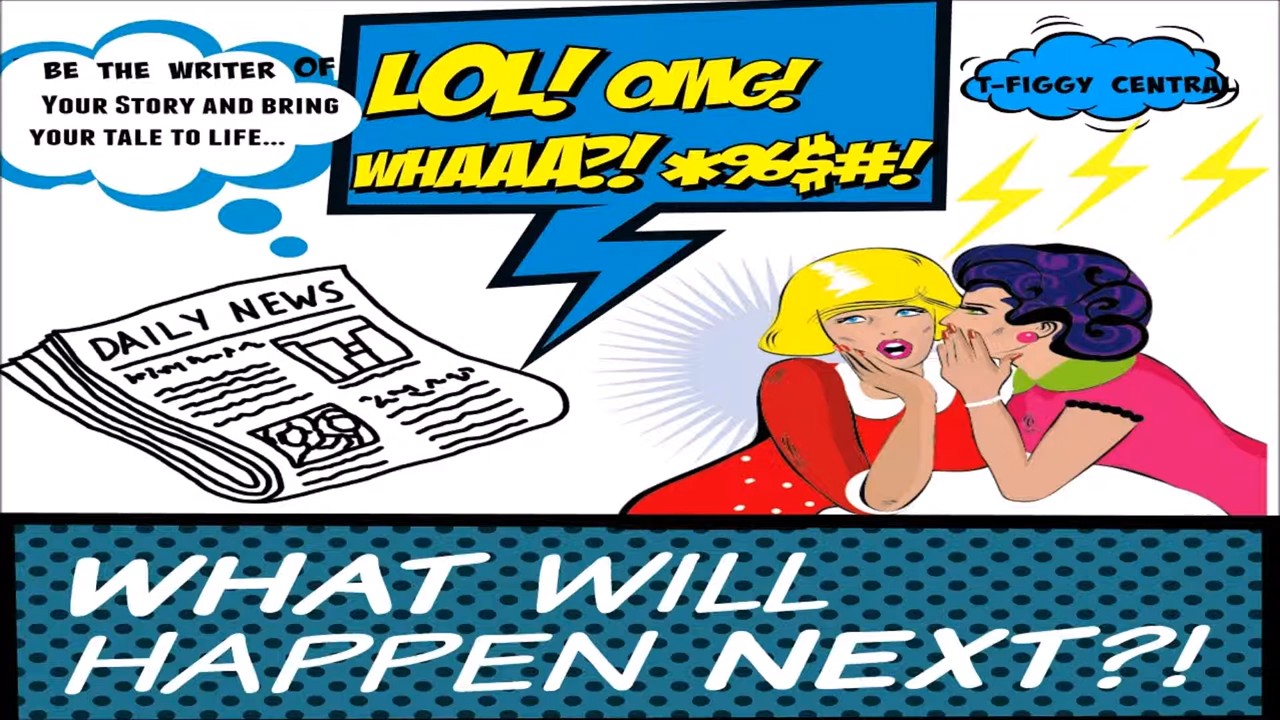 BE THE WRITER OF
YOUR STORY AND BRING
YOUR TALE TO LIFE...
LOL! OMG!
WHAAA?! *%$#!
T-FIGGY CENTRAL
DAILY NEWS
WHAT WILL
HAPPEN NEXT?!